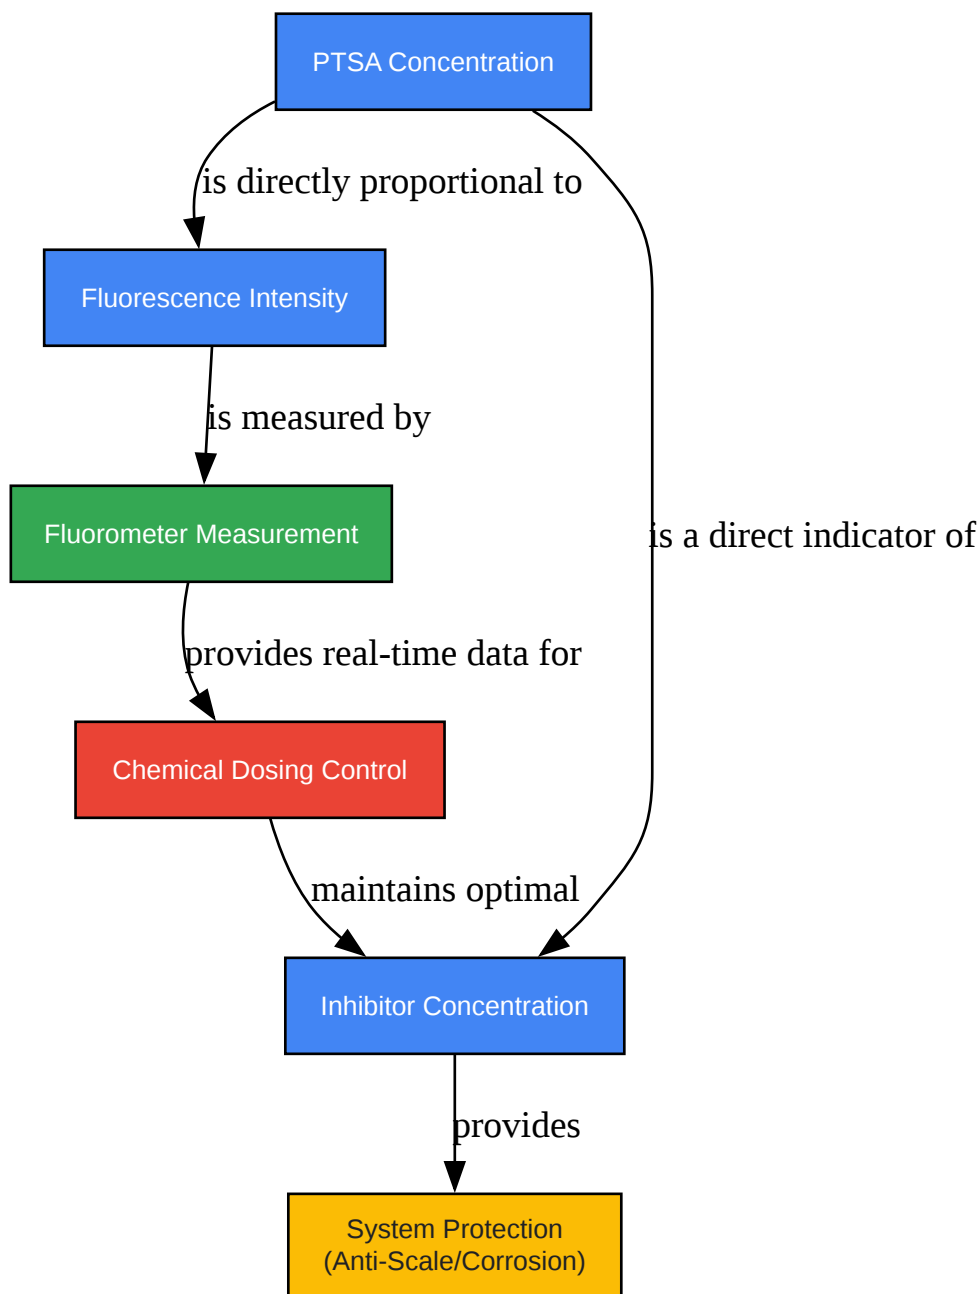 PTSA Concentration
is directly proportional to
Fluorescence Intensity
is measured by
Fluorometer Measurement
is a direct indicator of
provides real-time data for
Chemical Dosing Control
maintains optimal
Inhibitor Concentration
provides
System Protection
(Anti-Scale/Corrosion)